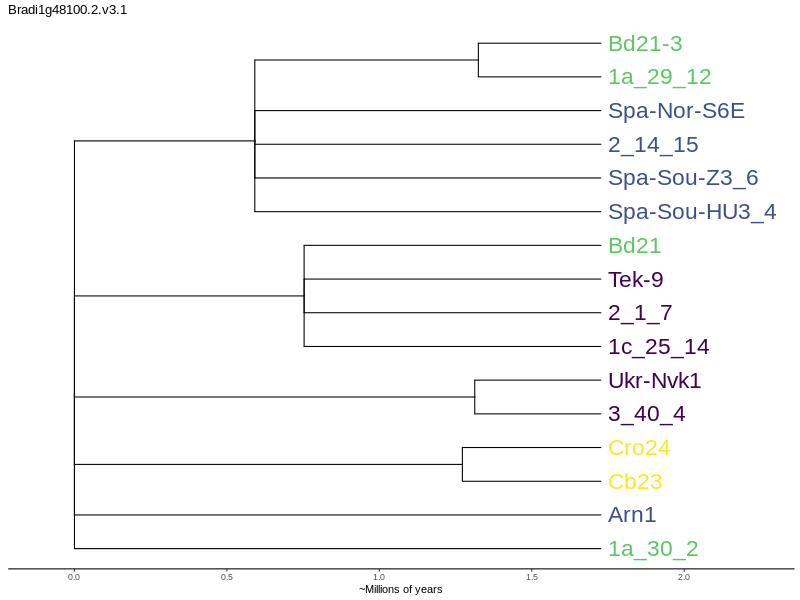 Bradi1g48100.2.v3.1
Bd21-3
1a_29_12
Spa-Nor-S6E
2_14_15
Spa-Sou-Z3_6
Spa-Sou-HU3_4
Bd21
Tek-9
2_1_7
1c_25_14
Ukr-Nvk1
3_40_4
Cro24
Cb23
Arn1
1a_30_2
0.0 0.5 1.0 1.5 2.0
~Millions of years